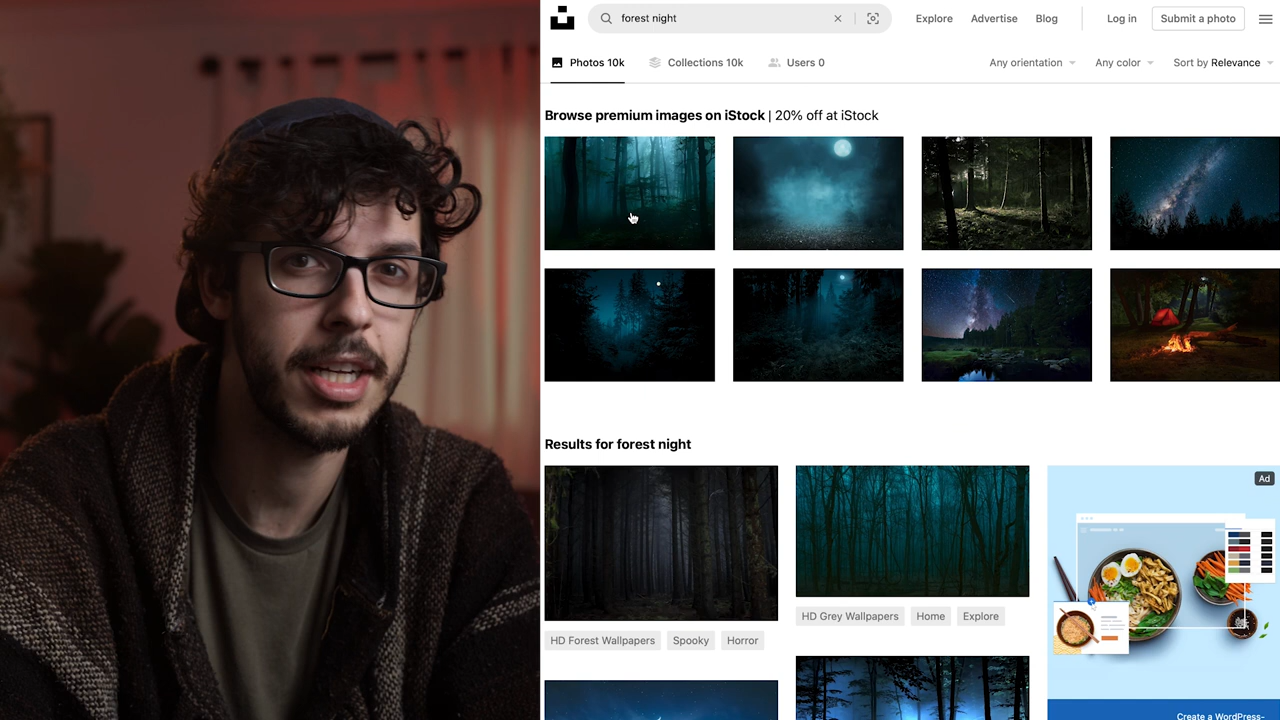 forest night
Explore
Advertise
Blog
Log in
Submit a photo
Photos 10k
Collections 10k
Users 0
Any orientation
Any color
Sort by Relevance
Browse premium images on iStock | 20% off at iStock
Results for forest night
Ad
HD Grey Wallpapers
Home
Explore
HD Forest Wallpapers
Spooky
Horror
Create a WordPress-